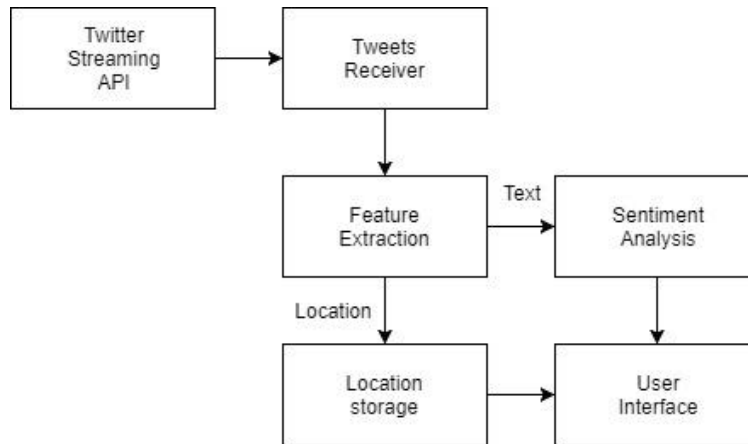 Twitter
Streaming
API
Tweets
Receiver
Feature
Extraction
Text
Sentiment
Analysis
Location
Location
storage
User
Interface